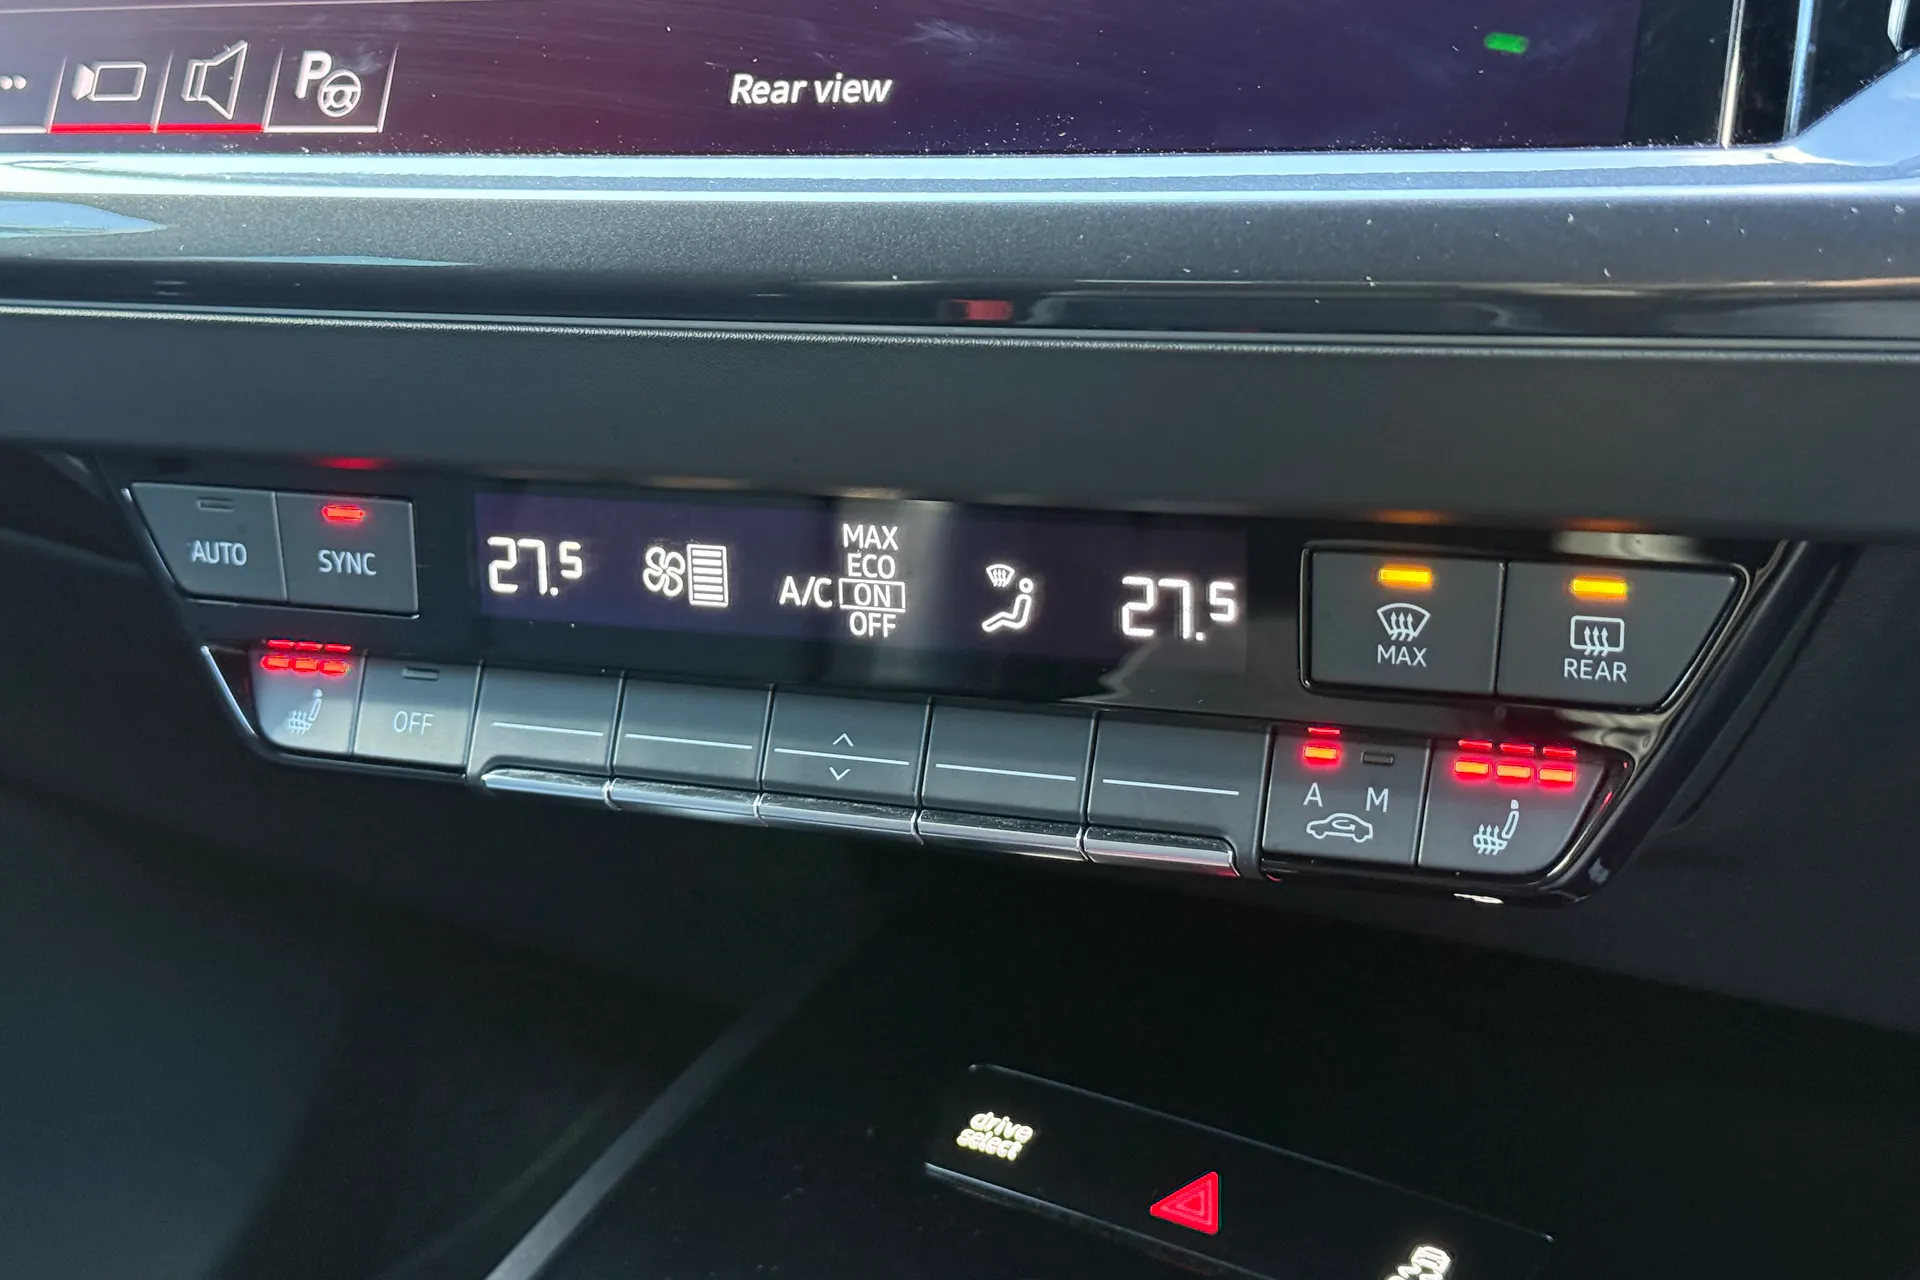 P
Rear view
AUTO
SYNC
27.5
A/C
MAX
ECO
ON
OFF
27.5
MAX
REAR
OFF
A M
drive
select